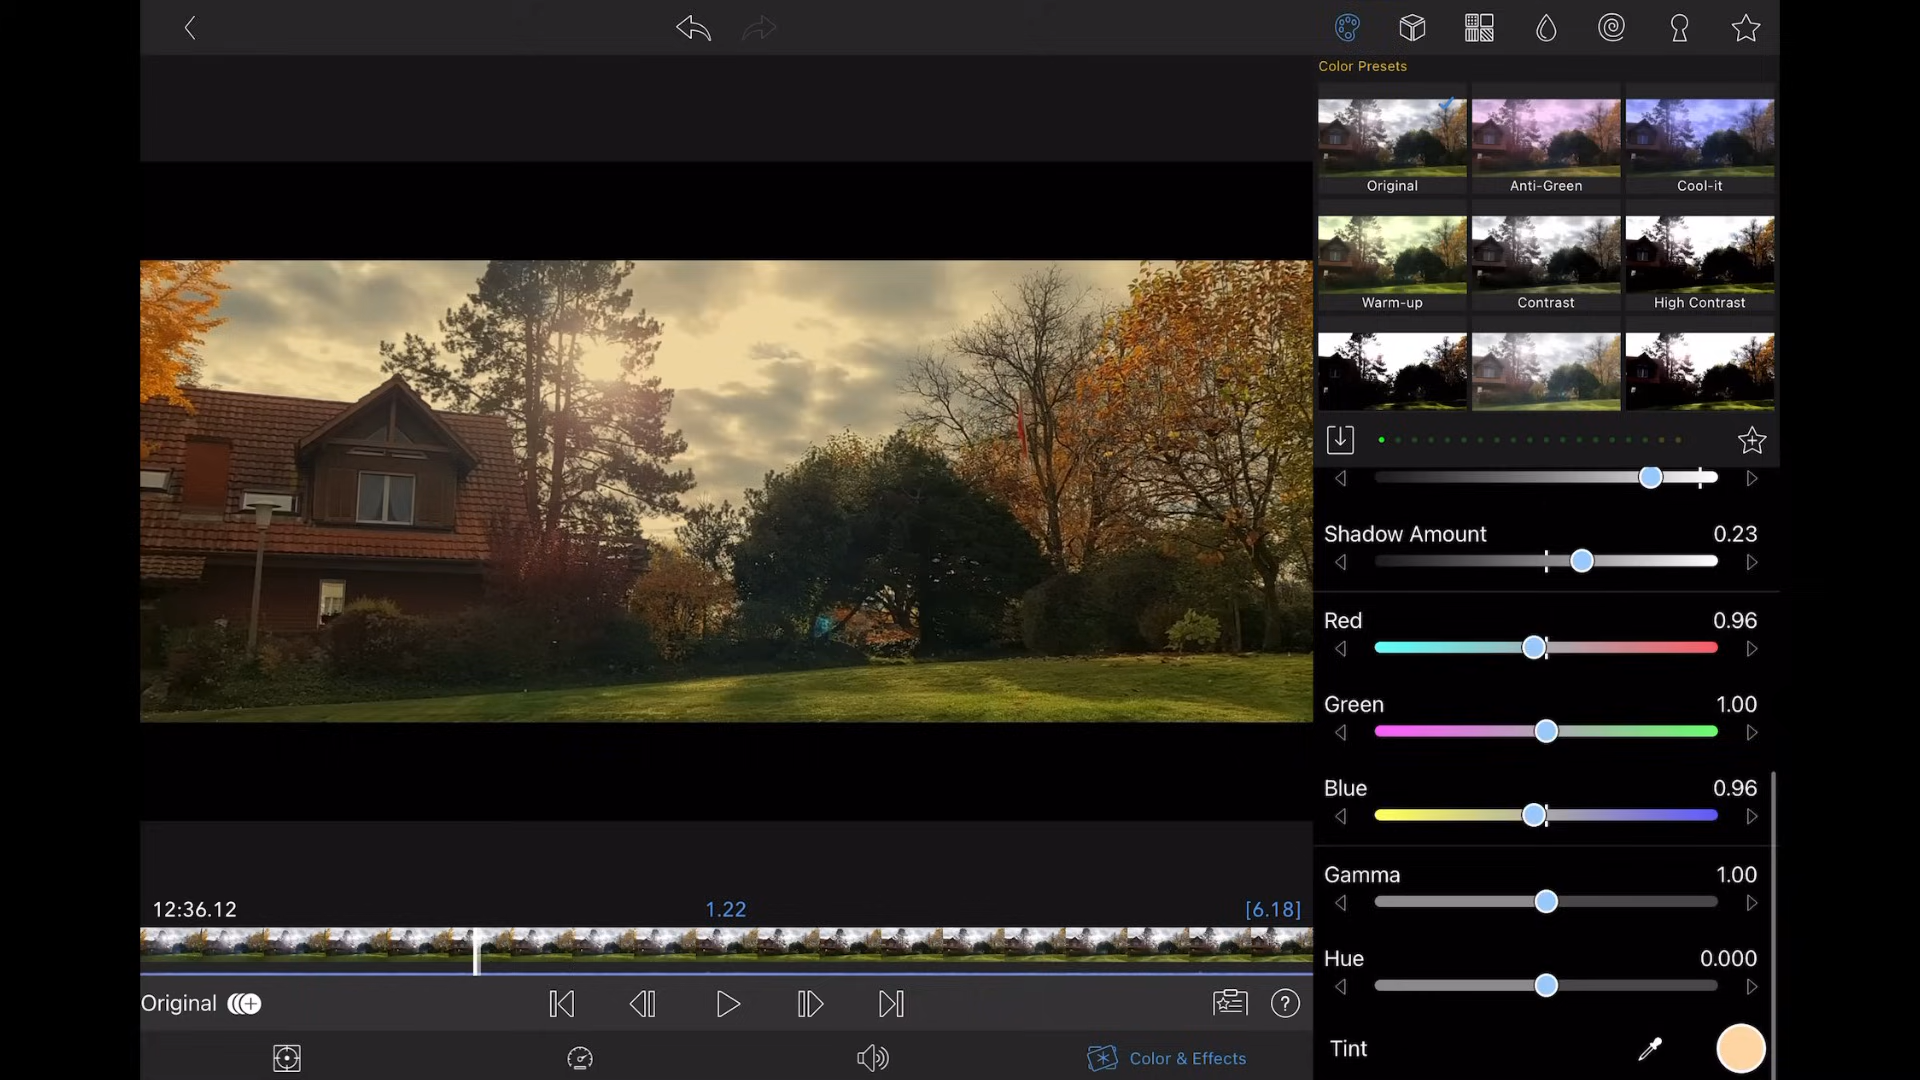 Color Presets
Original
Anti-Green
Cool-it
Warm-up
Contrast
High Contrast
Shadow Amount 0.23
Red 0.96
Green 1.00
Blue 0.96
Gamma 1.00
Hue 0.000
Tint
12:36.12 1.22 [6.18]
Original
?
Color & Effects